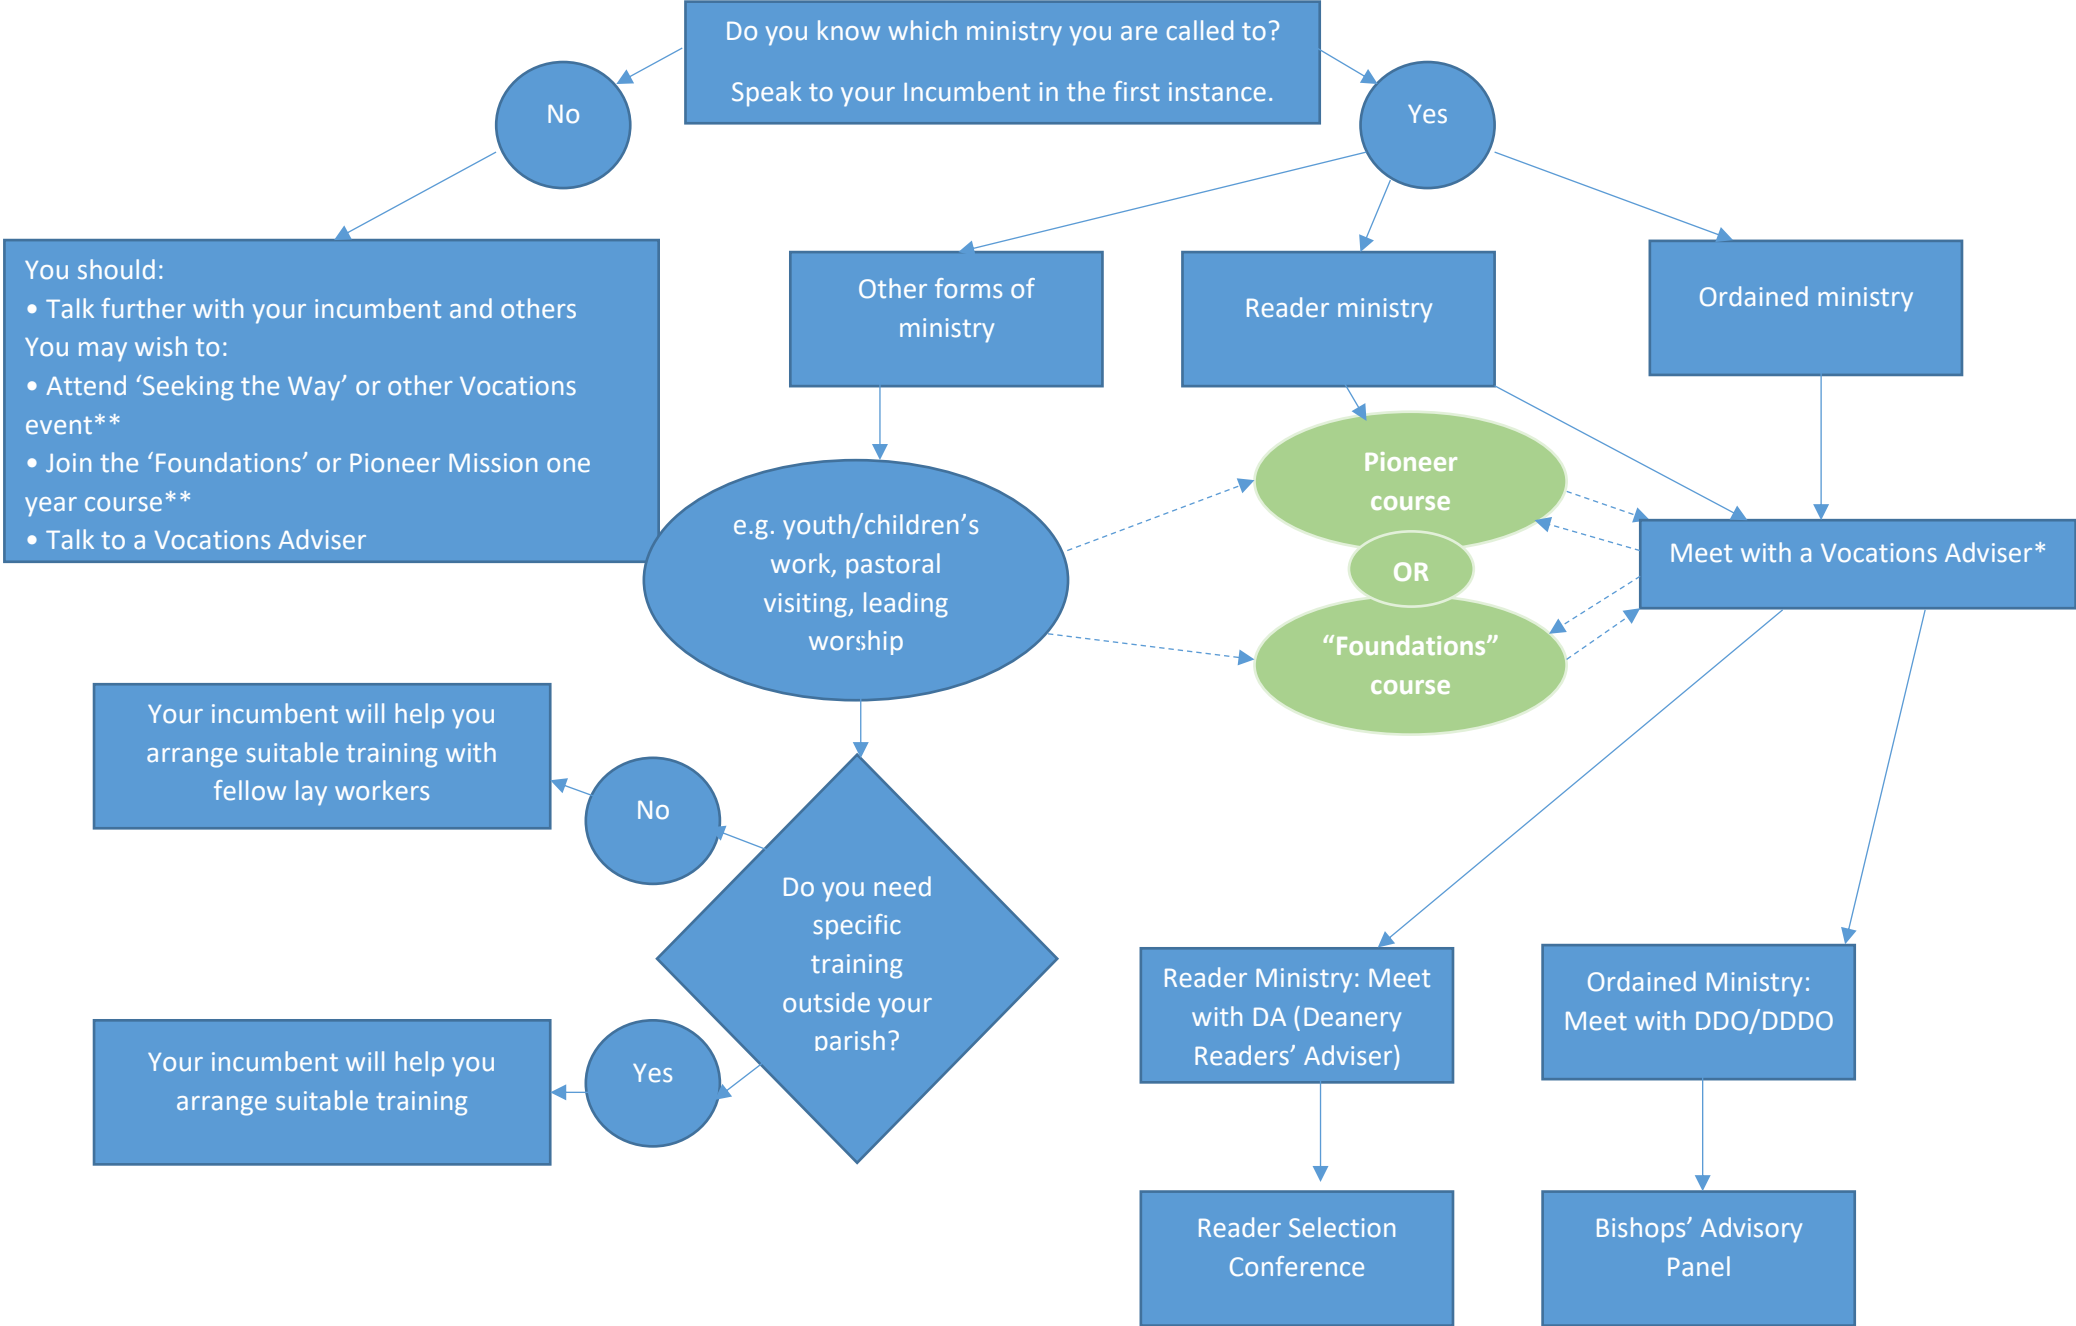 Do you know which ministry you are called to?
Speak to your Incumbent in the first instance.
No
Yes
You should:
• Talk further with your incumbent and others
You may wish to:
• Attend ‘Seeking the Way’ or other Vocations
event**
• Join the ‘Foundations’ or Pioneer Mission one
year course**
• Talk to a Vocations Adviser
Other forms of
ministry
Reader ministry
Ordained ministry
e.g. youth/children’s
work, pastoral
visiting, leading
worship
Pioneer
course
OR
“Foundations”
course
Meet with a Vocations Adviser*
Your incumbent will help you
arrange suitable training with
fellow lay workers
No
Do you need
specific
training
outside your
parish?
Yes
Your incumbent will help you
arrange suitable training
Reader Ministry: Meet
with DA (Deanery
Readers’ Adviser)
Ordained Ministry:
Meet with DDO/DDDO
Reader Selection
Conference
Bishops’ Advisory
Panel